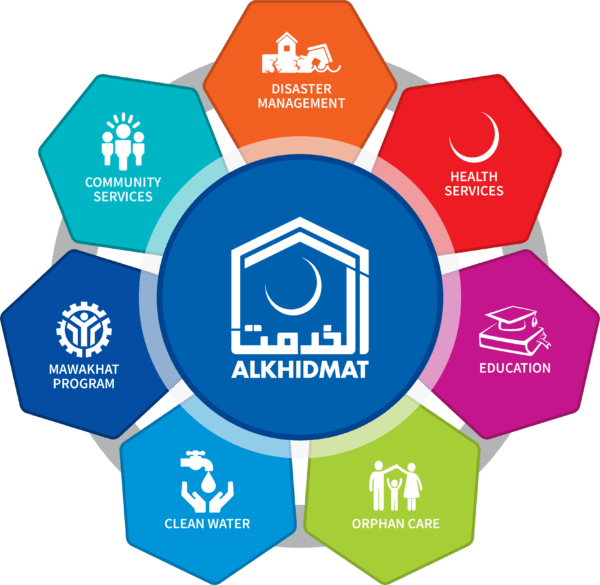 DISASTER
MANAGEMENT
HEALTH
SERVICES
EDUCATION
ORPHAN CARE
CLEAN WATER
MAWAKHAT
PROGRAM
COMMUNITY
SERVICES
الخدمت
ALKHIDMAT